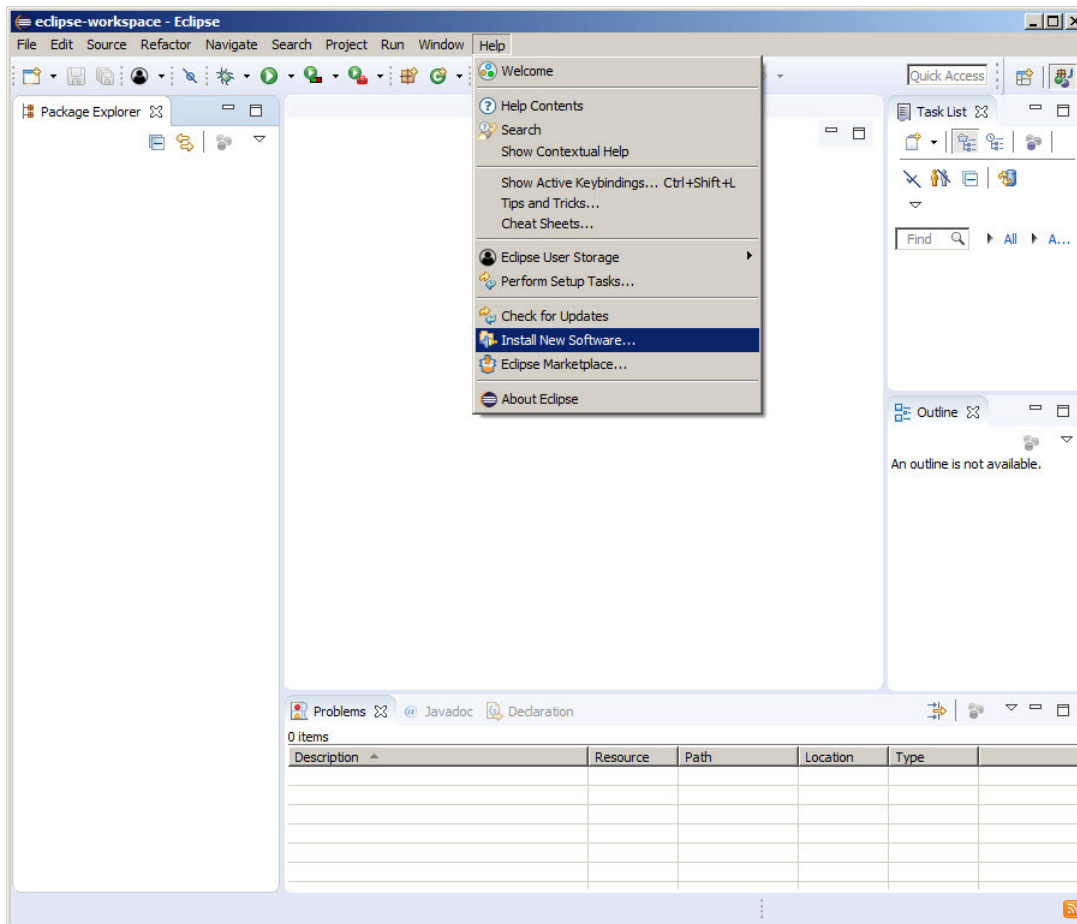 eclipse-workspace - Eclipse
File Edit Source Refactor Navigate Search Project Run Window Help
Quick Access
Package Explorer
Welcome
Help Contents
Search
Show Contextual Help
Show Active Keybindings... Ctrl+Shift+L
Tips and Tricks...
Cheat Sheets...
Eclipse User Storage
Perform Setup Tasks...
Check for Updates
Install New Software...
Eclipse Marketplace...
About Eclipse
Task List
Find All A...
Outline
An outline is not available.
Problems @ Javadoc Declaration
0 items
Description Resource Path Location Type